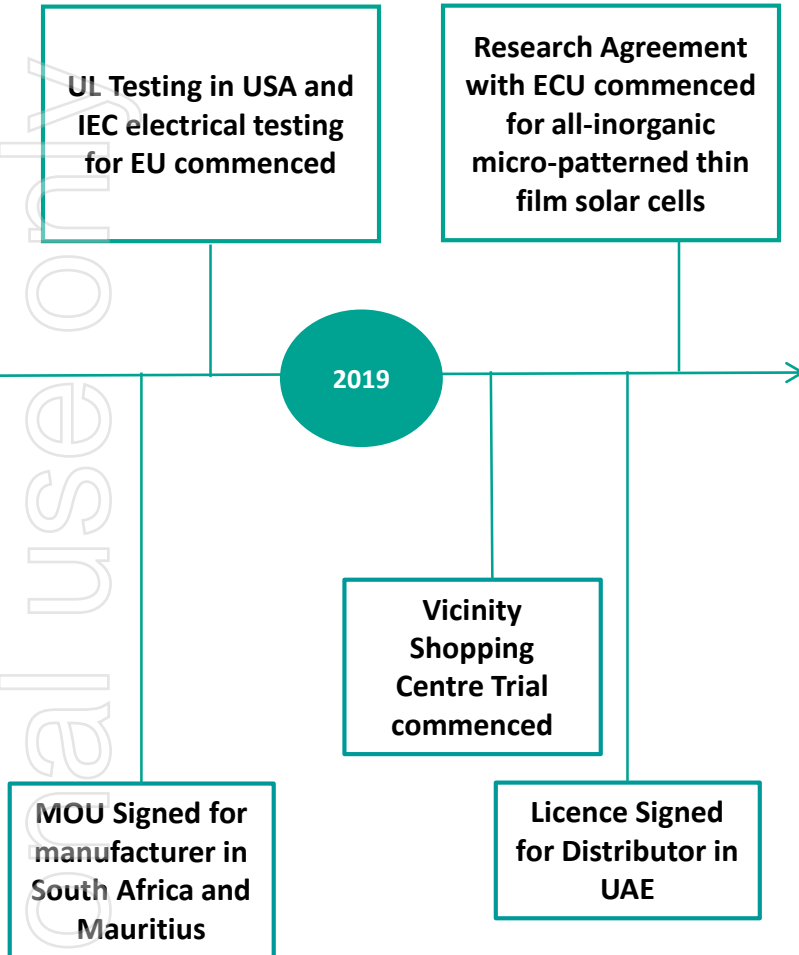 UL Testing in USA and
IEC electrical testing
for EU commenced
Research Agreement
with ECU commenced
for all-inorganic
micro-patterned thin
film solar cells
2019
Vicinity
Shopping
Centre Trial
commenced
MOU Signed for
manufacturer in
South Africa and
Mauritius
Licence Signed
for Distributor in
UAE
onal use only